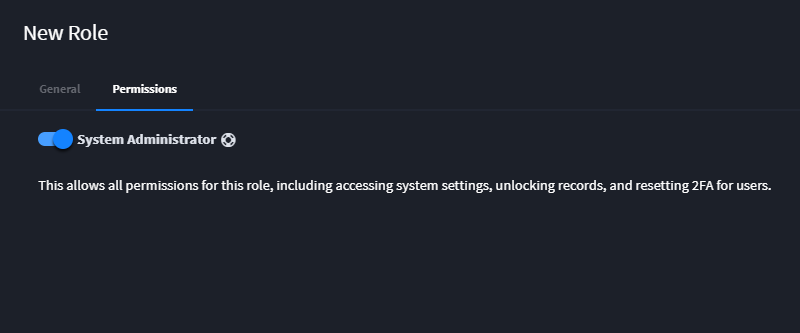 New Role
General Permissions
System Administrator
This allows all permissions for this role, including accessing system settings, unlocking records, and resetting 2FA for users.